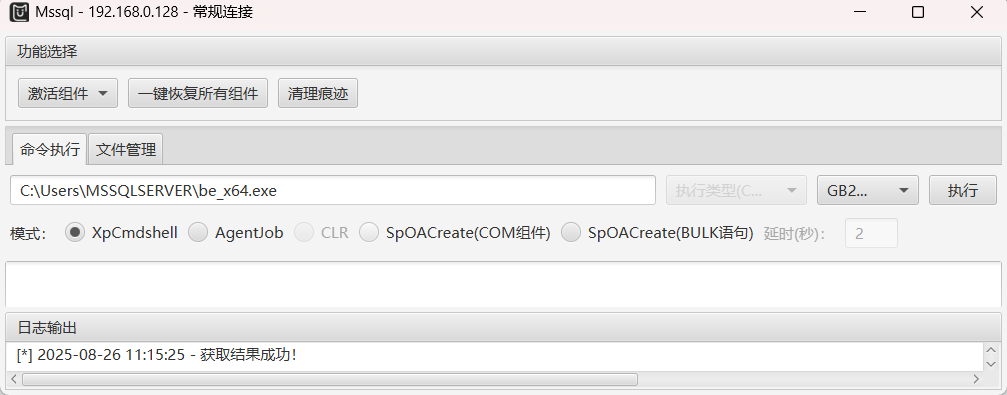 Mssql - 192.168.0.128 - 常规连接
功能选择
激活组件 一键恢复所有组件 清理痕迹
命令执行 文件管理
C:\Users\MSSQLSERVER\be_x64.exe 执行类型(C... GB2... 执行
模式： XpCmdshell AgentJob CLR SpOACreate(COM组件) SpOACreate(BULK语句) 延时(秒)： 2
日志输出
[*] 2025-08-26 11:15:25 - 获取结果成功！